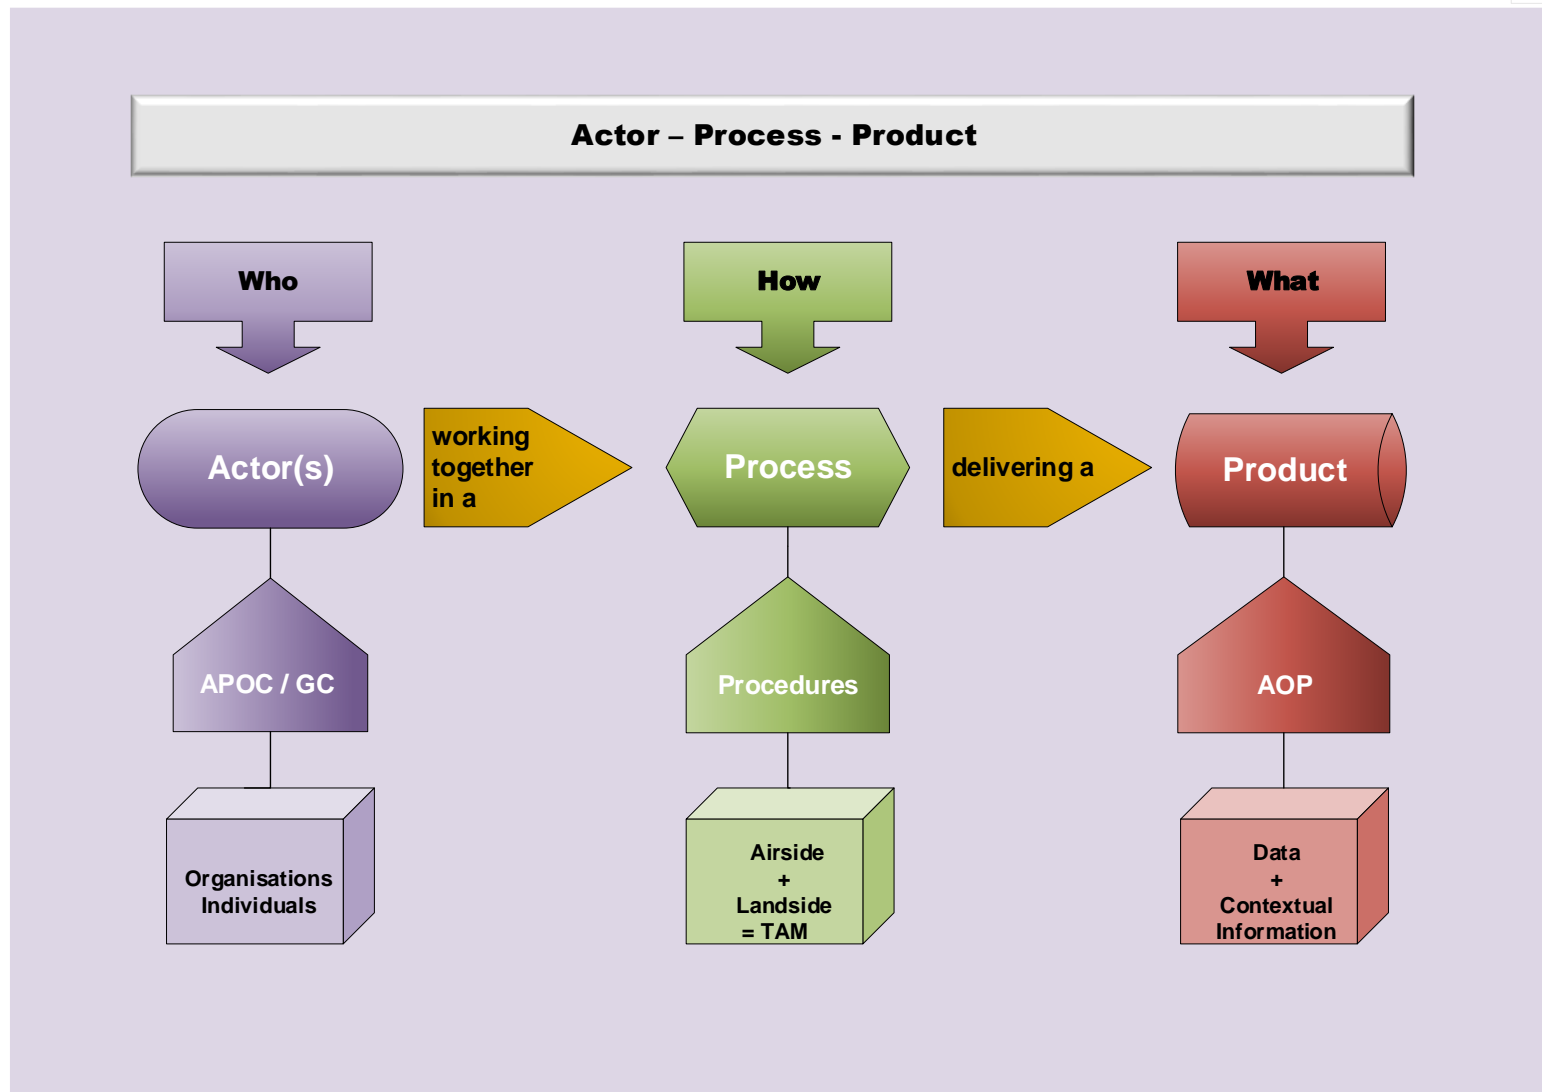 Actor – Process - Product
Who
How
What
Actor(s)
working
together
in a
Process
delivering a
Product
APOC / GC
Procedures
AOP
Organisations
Individuals
Airside
+
Landside
= TAM
Data
+
Contextual
Information